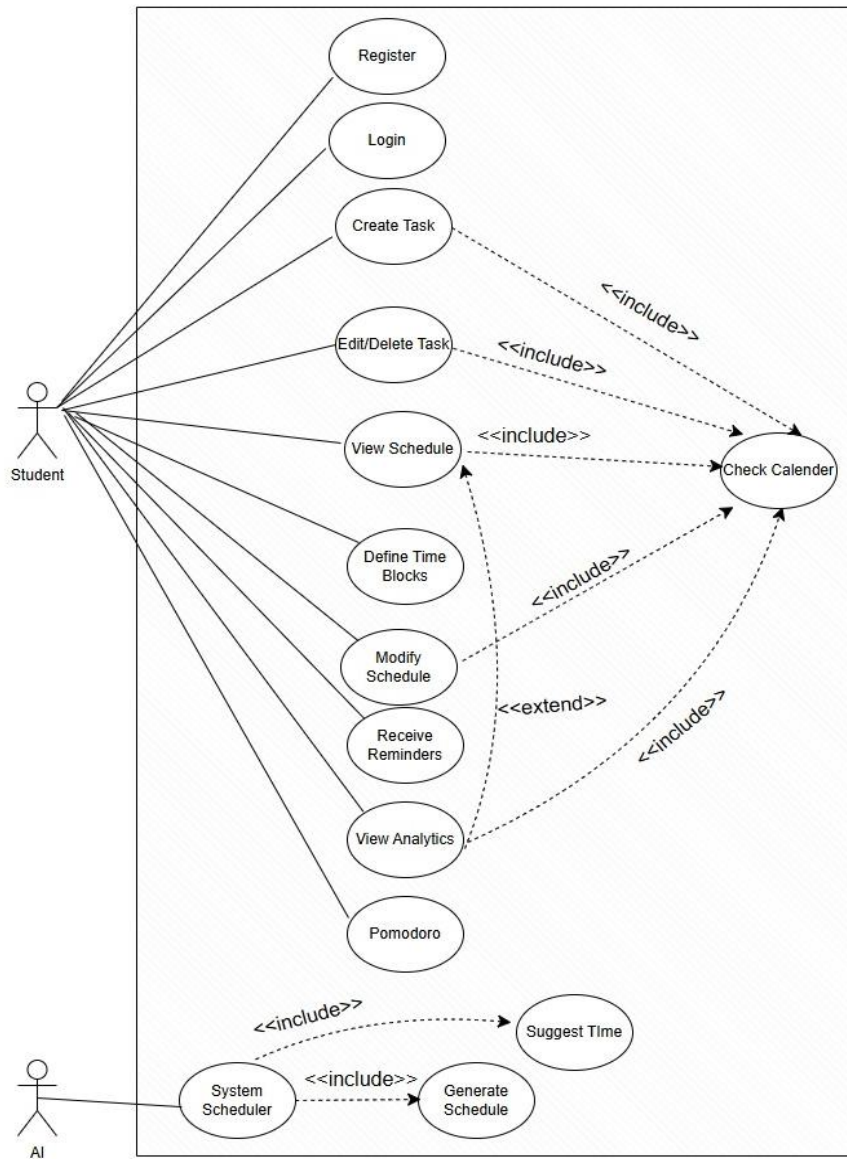 Register
Login
Create Task
<<include>>
Edit/Delete Task
<<include>>
Student
View Schedule
<<include>>
Check Calender
Define Time
Blocks
<<include>>
Modify
Schedule
<<extend>>
<<include>>
Receive
Reminders
View Analytics
Pomodoro
<<include>>
Suggest TIme
AI
System
Scheduler
<<include>>
Generate
Schedule